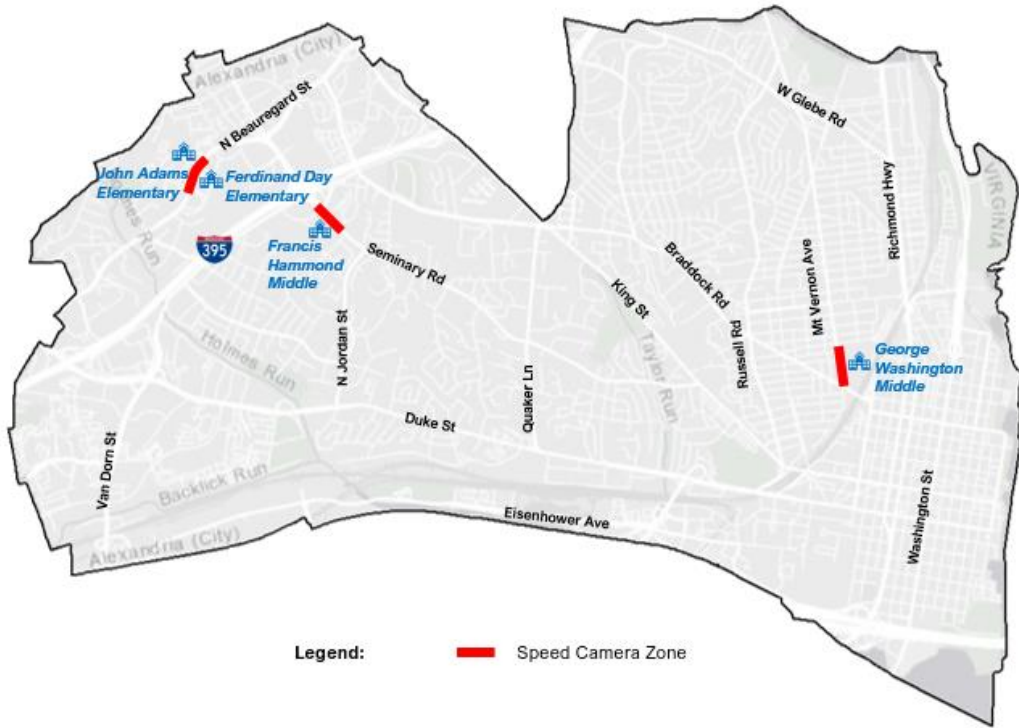 Alexandria (City)
N Beauregard St
W Glebe Rd
John Adams
Elementary
Ferdinand Day
Elementary
Holmes Run
VIRGINIA
Richmond Hwy
395
Francis
Hammond
Middle
Seminary Rd
Braddock Rd
King St
Mt Vernon Ave
N Jordan St
Holmes Run
Taylor Run
Russell Rd
George
Washington
Middle
Quaker Ln
Duke St
Van Dorn St
Backlick Run
Eisenhower Ave
Washington St
Alexandria (City)
Legend:
Speed Camera Zone